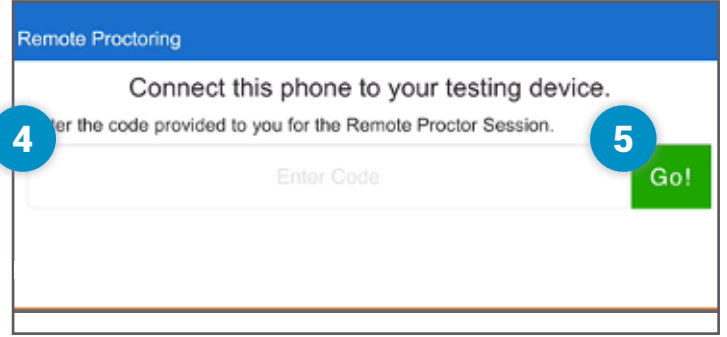 Remote Proctoring
Connect this phone to your testing device.
4
the code provided to you for the Remote Proctor Session.
5
Enter Code
Go!